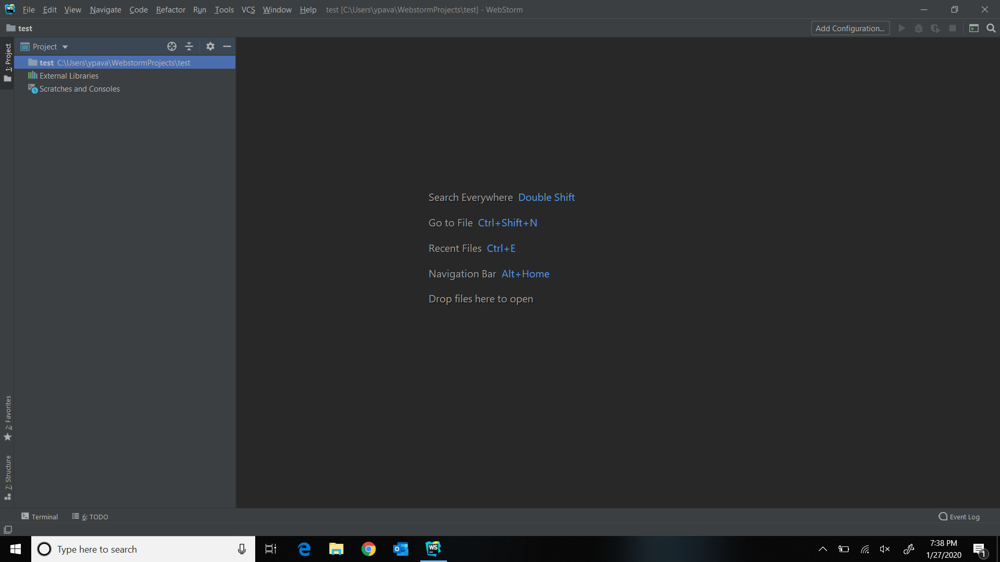 WS File Edit View Navigate Code Refactor Run Tools VCS Window Help test [C:\Users\ypava\WebstormProjects\test] - WebStorm
test
Add Configuration...
1: Project
Project
test C:\Users\ypava\WebstormProjects\test
External Libraries
Scratches and Consoles
Search Everywhere Double Shift
Go to File Ctrl+Shift+N
Recent Files Ctrl+E
Navigation Bar Alt+Home
Drop files here to open
2: Favorites
7: Structure
Terminal
6: TODO
Event Log
Type here to search
WS
7:38 PM
1/27/2020
1